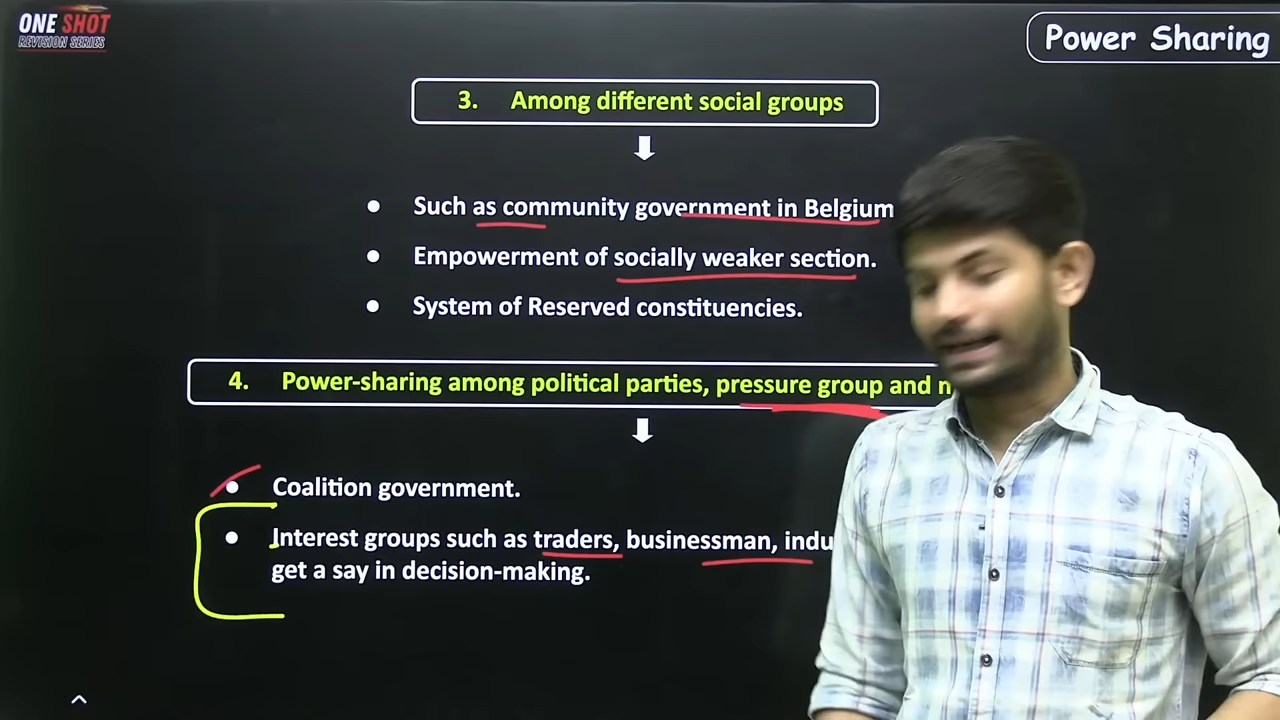 ONE SHOT
REVISION SERIES
Power Sharing
3. Among different social groups
● Such as community government in Belgium
● Empowerment of socially weaker section.
● System of Reserved constituencies.
4. Power-sharing among political parties, pressure group and
● Coalition government.
● Interest groups such as traders, businessman,
get a say in decision-making.